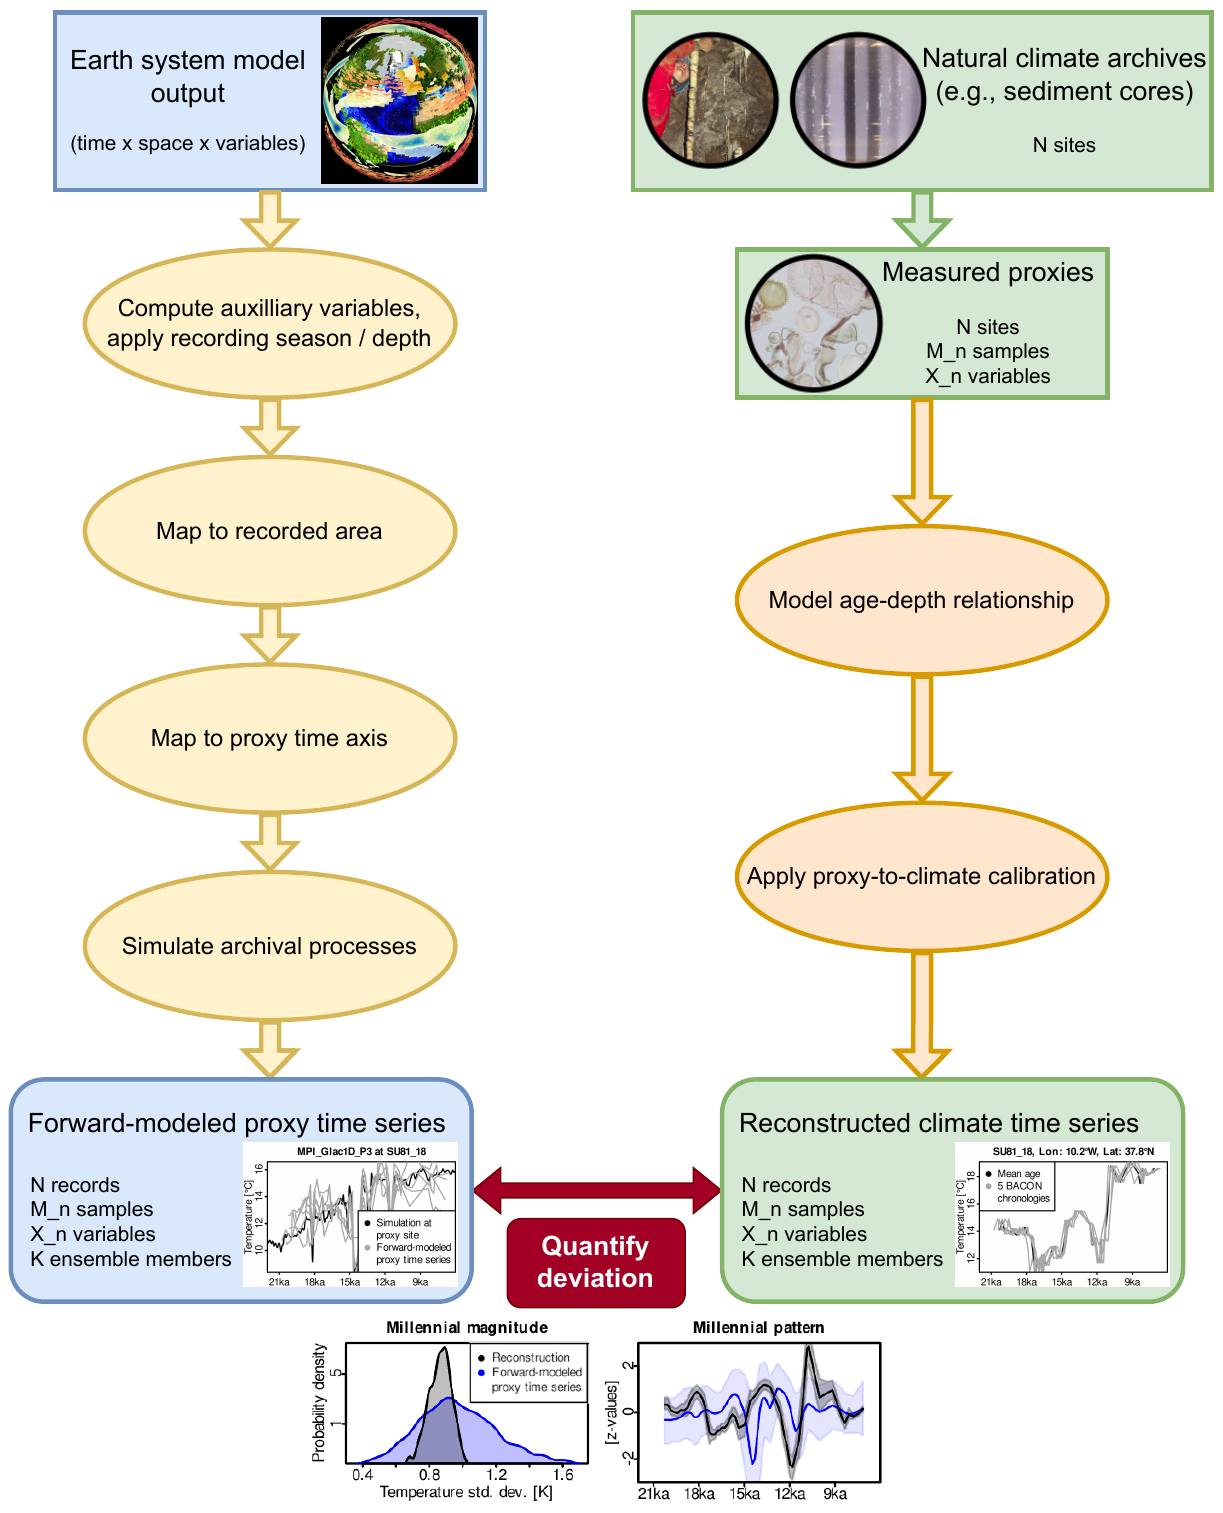 Earth system model
output
(time x space x variables)
Natural climate archives
(e.g., sediment cores)
N sites
Compute auxilliary variables,
apply recording season / depth
Measured proxies
N sites
M_n samples
X_n variables
Map to recorded area
Model age-depth relationship
Map to proxy time axis
Apply proxy-to-climate calibration
Simulate archival processes
Forward-modeled proxy time series
N records
M_n samples
X_n variables
K ensemble members
MPI_Glac1D_P3 at SU81_18
Temperature [°C]
16
14
12
10
Simulation at
proxy site
Forward-modeled
proxy time series
21ka 18ka 15ka 12ka 9ka
Quantify
deviation
Reconstructed climate time series
N records
M_n samples
X_n variables
K ensemble members
SU81_18, Lon: 10.2°W, Lat: 37.8°N
Temperature [°C]
18
14
12
Mean age
5 BACON
chronologies
21ka 18ka 15ka 12ka 9ka
Millennial magnitude
Probability density
5
1
Reconstruction
Forward-modeled
proxy time series
0.4 0.8 1.2 1.6
Temperature std. dev. [K]
Millennial pattern
[z-values]
2
0
-2
21ka 18ka 15ka 12ka 9ka